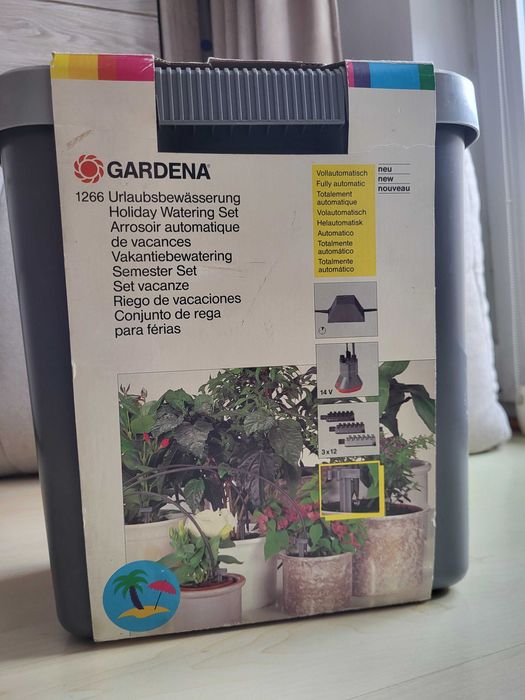 GARDENA®
1266 Urlaubsbewässerung
Holiday Watering Set
Arrosoir automatique
de vacances
Vakantiebewatering
Semester Set
Set vacanze
Riego de vacaciones
Conjunto de rega
para férias
Vollautomatisch
Fully automatic
Totalement
automatique
Volautomatisch
Helautomatisk
Automatico
Totalmente
automático
Totalmente
automático
neu
new
nouveau
14 V
3 x 12